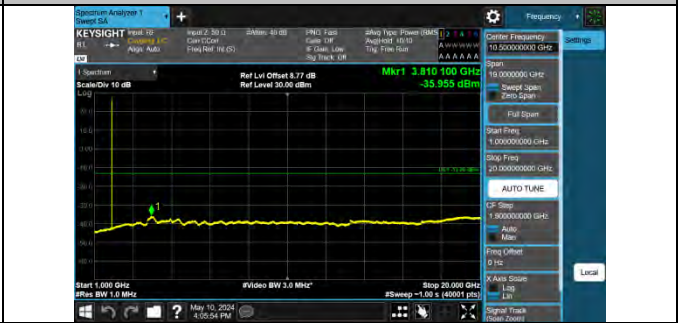 Spectrum Analyzer 1
Swept SA
+
Frequency
KEYSIGHT
Input: RF
Input Z: 50 Ω
#Atten: 40 dB
PNO: Fast
#Avg Type: Power (RMS)
Align: Auto
Freq Ref: Int (S)
Gate: Off
IF Gain: Low
Sig Track: Off
Avg|Hold: 10/10
Trig: Free Run
Center Frequency
10.500000000 GHz
Settings
Span
19.0000000 GHz
Swept Span
Zero Span
Full Span
Start Freq
1.000000000 GHz
Stop Freq
20.000000000 GHz
AUTO TUNE
CF Step
1.900000000 GHz
Auto
Man
Freq Offset
0 Hz
X Axis Scale
Log
Lin
Signal Track
(Span Zoom)
Local
1 Spectrum
Scale/Div 10 dB
Log
Ref Lvl Offset 8.77 dB
Ref Level 30.00 dBm
Mkr1 3.810 100 GHz
-35.955 dBm
1
Start 1.000 GHz
#Res BW 1.0 MHz
#Video BW 3.0 MHz*
Stop 20.000 GHz
#Sweep ~1.00 s (40001 pts)
?
May 10, 2024
4:05:54 PM